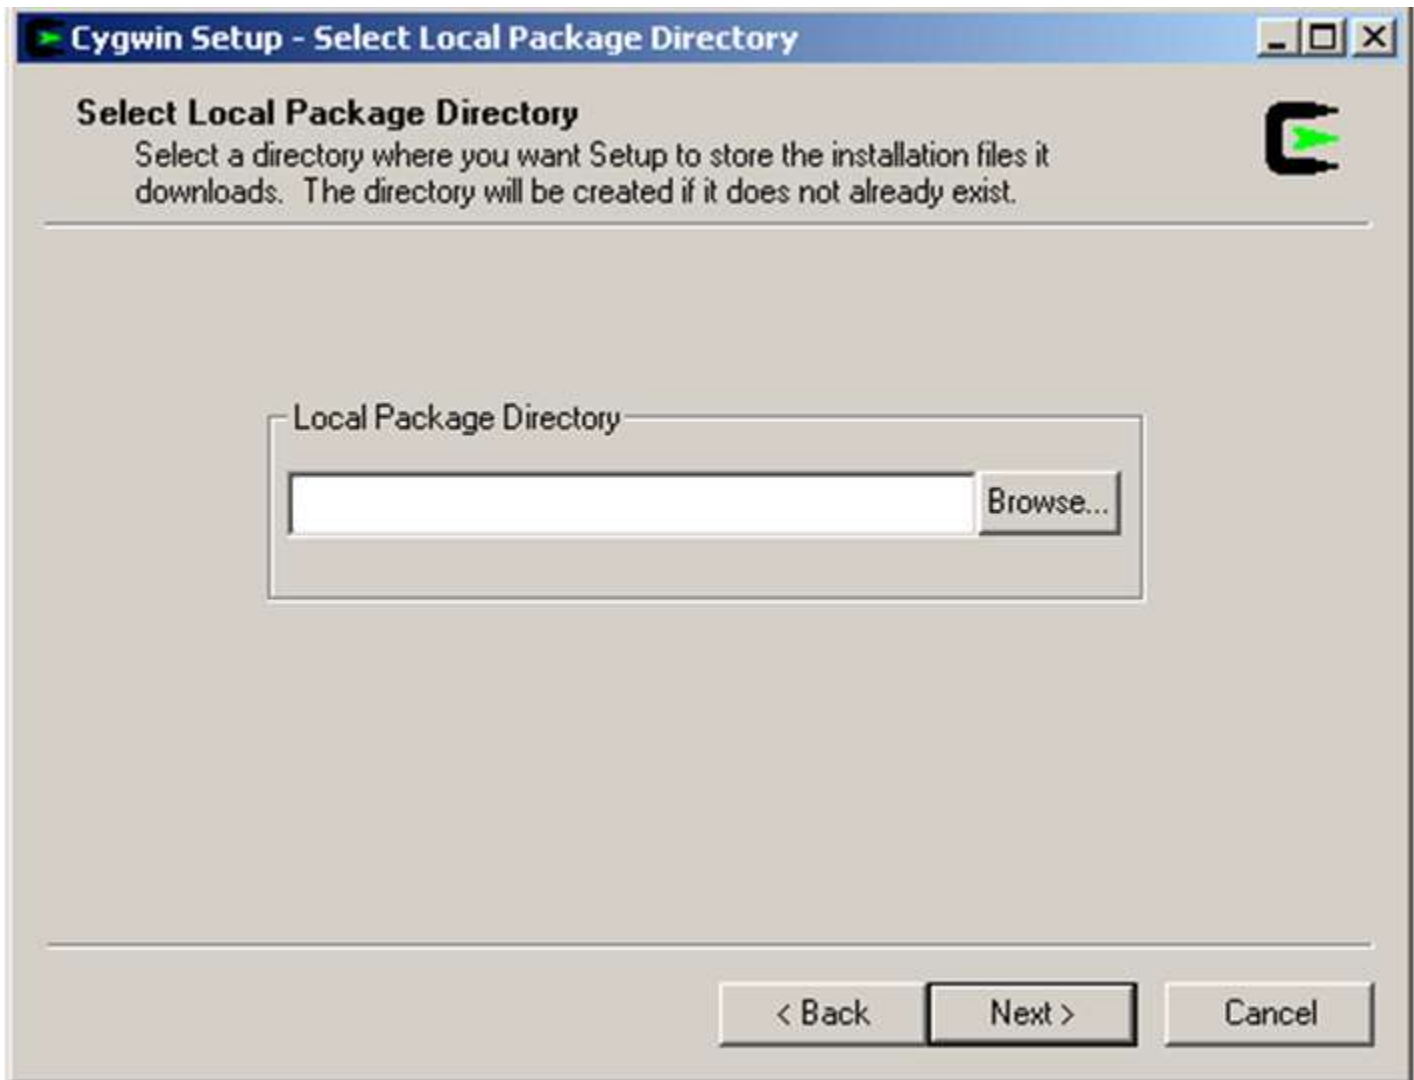 Cygwin Setup - Select Local Package Directory
Select Local Package Directory
Select a directory where you want Setup to store the installation files it
downloads. The directory will be created if it does not already exist.
Local Package Directory
Browse...
< Back
Next >
Cancel